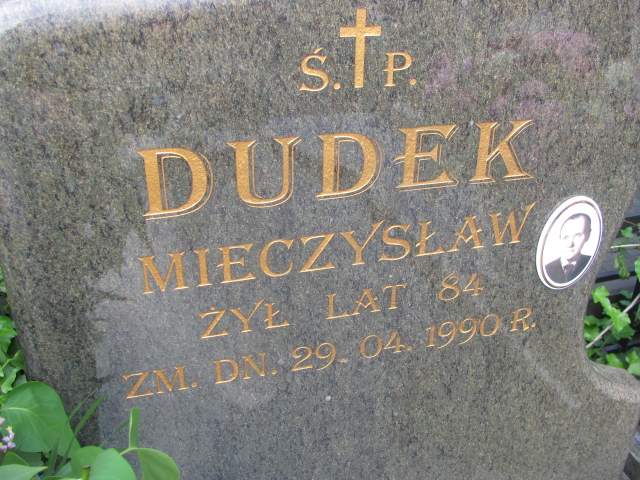 Ś. P.
DUDEK
MIECZYSŁAW
ŻYŁ LAT 84
ZM. DN. 29. 04. 1990 R.